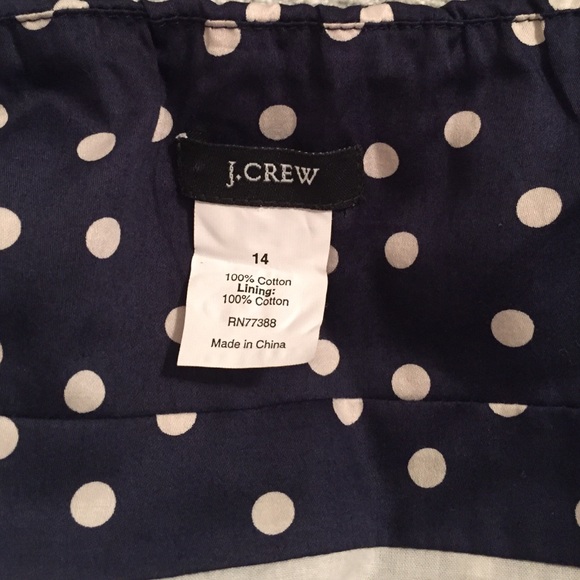 J.CREW
14
100% Cotton
Lining:
100% Cotton
RN77388
Made in China